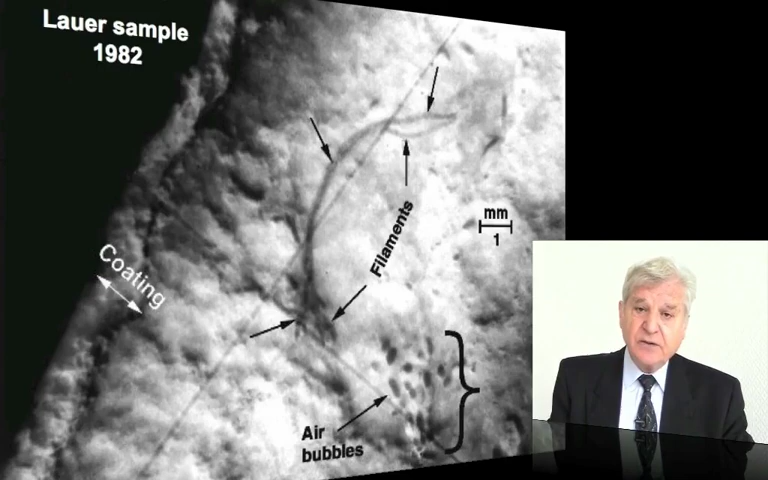 Lauer sample
1982
Coating
Filaments
mm
1
Air
bubbles